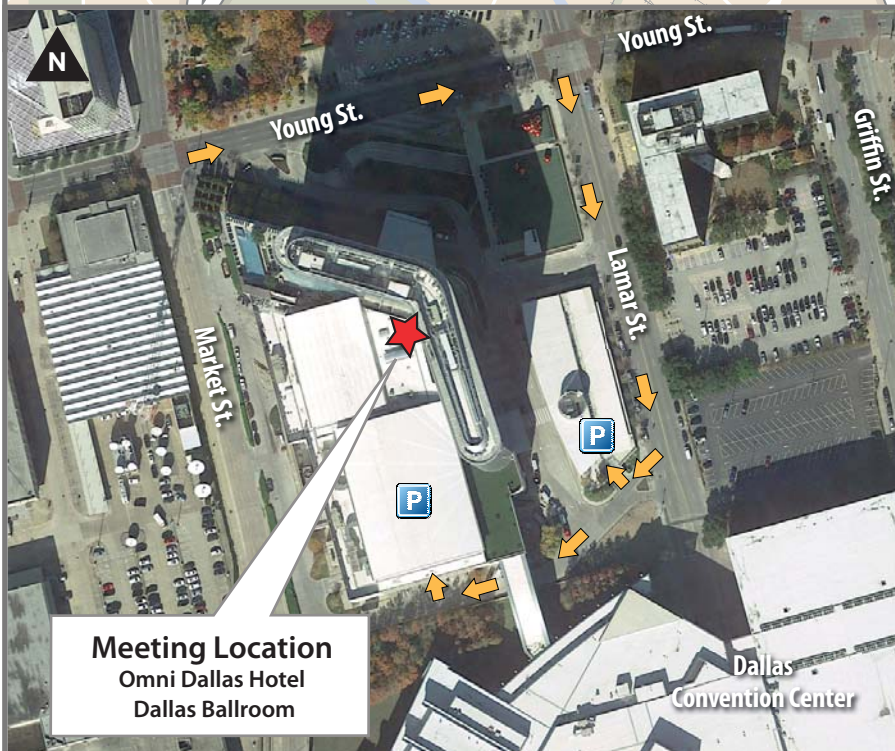 N
Young St.
Young St.
Griffin St.
Lamar St.
Market St.
P
P
Meeting Location
Omni Dallas Hotel
Dallas Ballroom
Dallas
Convention Center